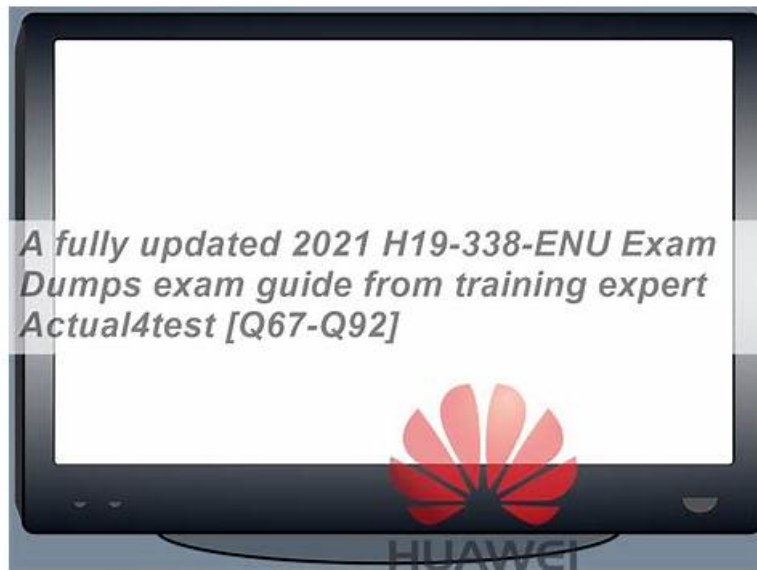 A fully updated 2021 H19-338-ENU Exam
Dumps exam guide from training expert
Actual4test [Q67-Q92]
HUAWEI